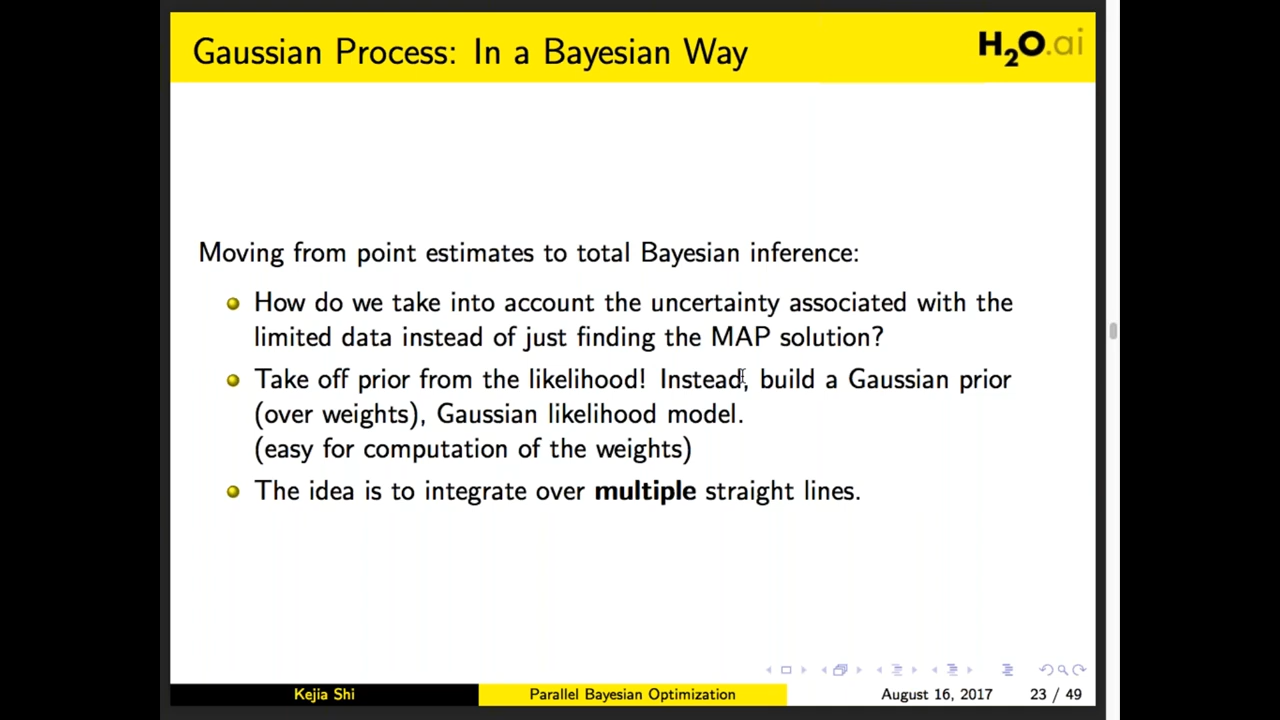 Gaussian Process: In a Bayesian Way
H2O.ai
Moving from point estimates to total Bayesian inference:
How do we take into account the uncertainty associated with the
limited data instead of just finding the MAP solution?
Take off prior from the likelihood! Instead, build a Gaussian prior
(over weights), Gaussian likelihood model.
(easy for computation of the weights)
The idea is to integrate over multiple straight lines.
Kejia Shi
Parallel Bayesian Optimization
August 16, 2017
23 / 49